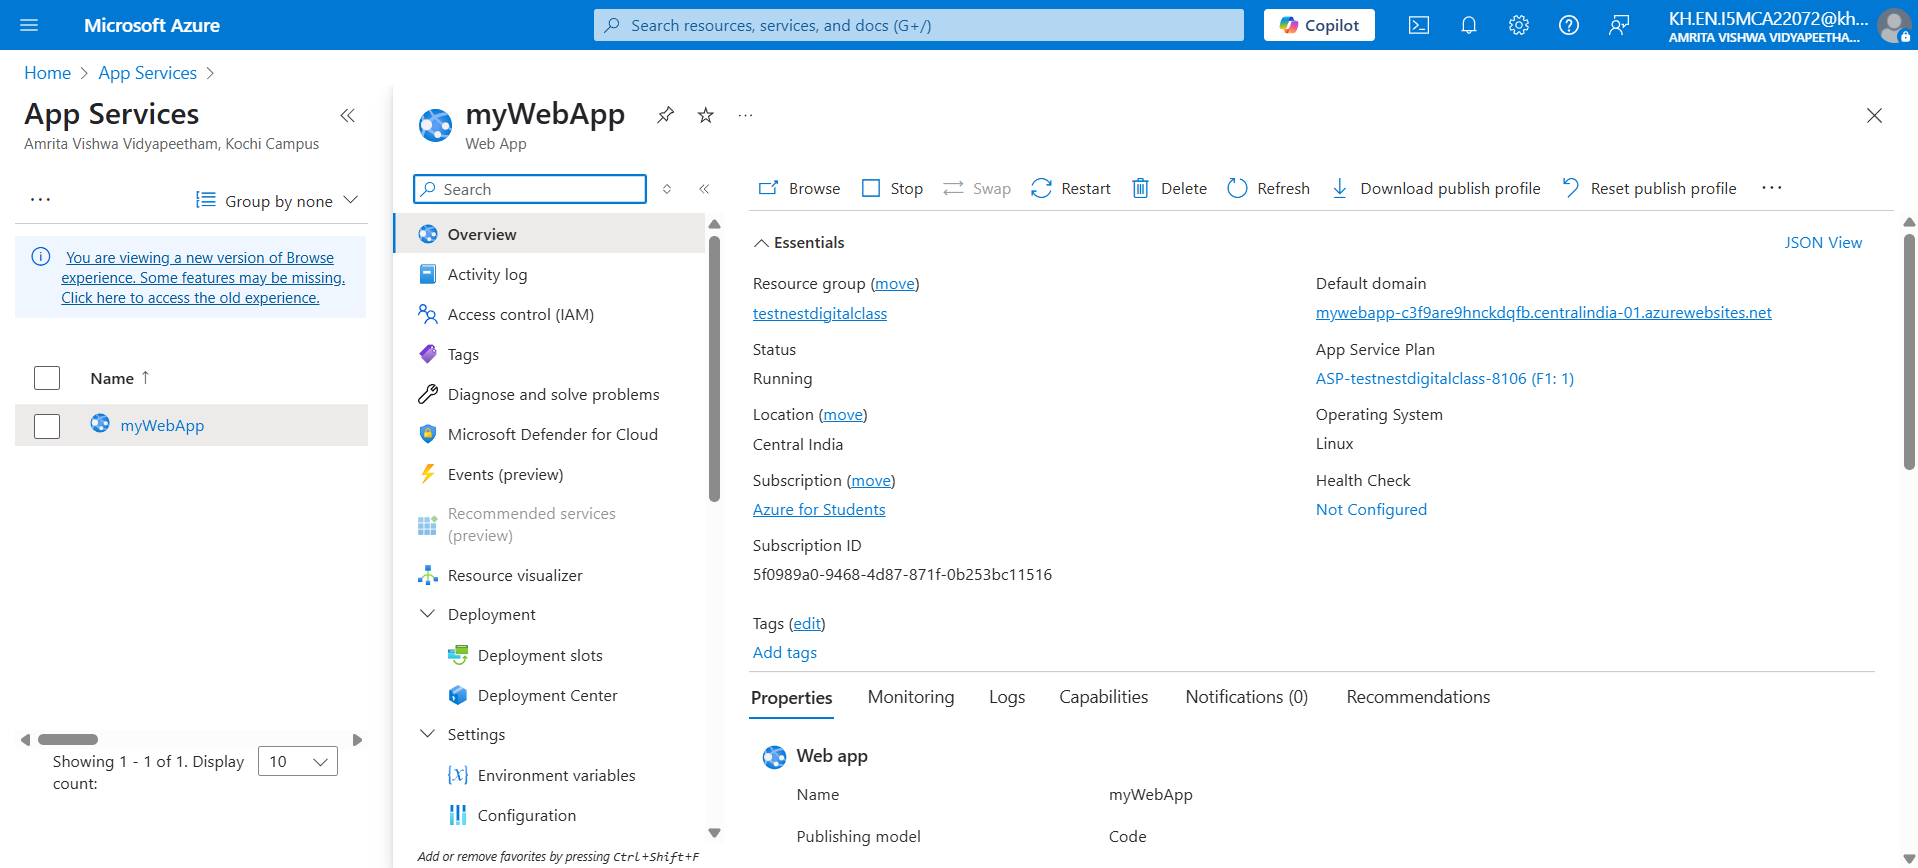 Microsoft Azure
Search resources, services, and docs (G+/)
Copilot
KH.EN.I5MCA22072@kh...
AMRITA VISHWA VIDYAPEETHA...
Home > App Services >
App Services
Amrita Vishwa Vidyapeetham, Kochi Campus
...
Group by none
You are viewing a new version of Browse
experience. Some features may be missing.
Click here to access the old experience.
Name ↑
myWebApp
Showing 1 - 1 of 1. Display
count:
10
myWebApp
...
Web App
Search
Overview
Activity log
Access control (IAM)
Tags
Diagnose and solve problems
Microsoft Defender for Cloud
Events (preview)
Recommended services
(preview)
Resource visualizer
Deployment
Deployment slots
Deployment Center
Settings
Environment variables
Configuration
Add or remove favorites by pressing Ctrl+Shift+F
Browse
Stop
Swap
Restart
Delete
Refresh
Download publish profile
Reset publish profile
...
Essentials
JSON View
Resource group (move)
testnestdigitalclass
Status
Running
Location (move)
Central India
Subscription (move)
Azure for Students
Subscription ID
5f0989a0-9468-4d87-871f-0b253bc11516
Default domain
mywebapp-c3f9are9hnckdqfb.centralindia-01.azurewebsites.net
App Service Plan
ASP-testnestdigitalclass-8106 (F1: 1)
Operating System
Linux
Health Check
Not Configured
Tags (edit)
Add tags
Properties
Monitoring
Logs
Capabilities
Notifications (0)
Recommendations
Web app
Name
myWebApp
Publishing model
Code